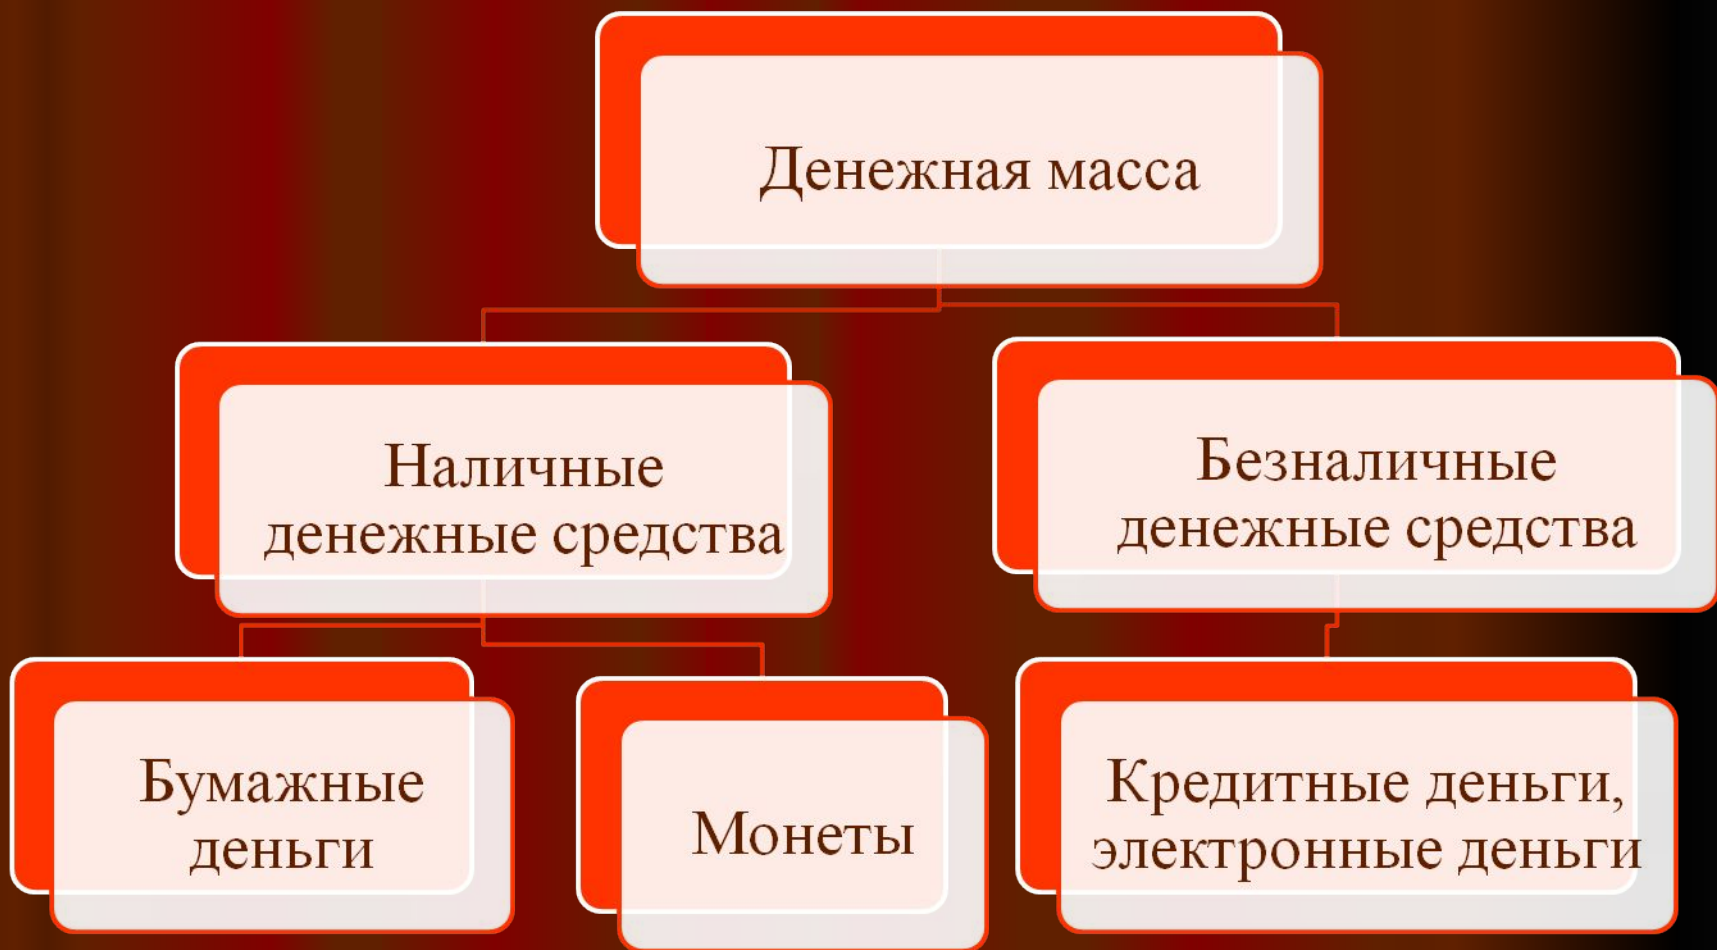 Денежная масса
Наличные
денежные средства
Безналичные
денежные средства
Бумажные
деньги
Монеты
Кредитные деньги,
электронные деньги